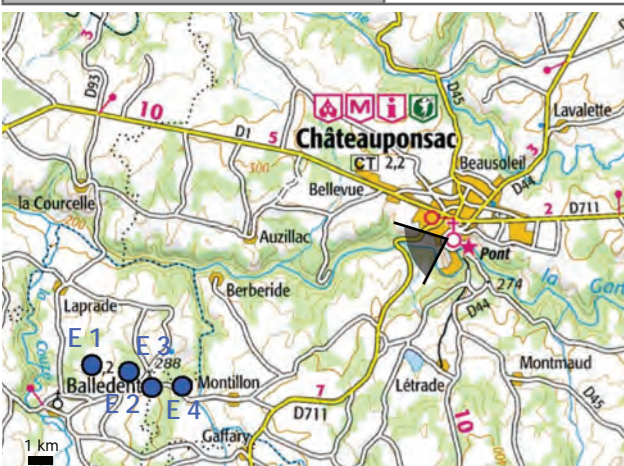 D93
3
10
D1
5
M
i
Châteauponsac
CT 2,2
300
Bellevue
Beausoleil
D45
Lavalette
3
D44
2
D711
la Courcelle
200
Auzillac
Pont
274
la Gar
Berberide
Laprade
D44
E 1
E 3
288
,2
Balledent
E 2
E 4
Montillon
7
D711
Létrade
Montmaud
D45
10
Gaffary
1 km